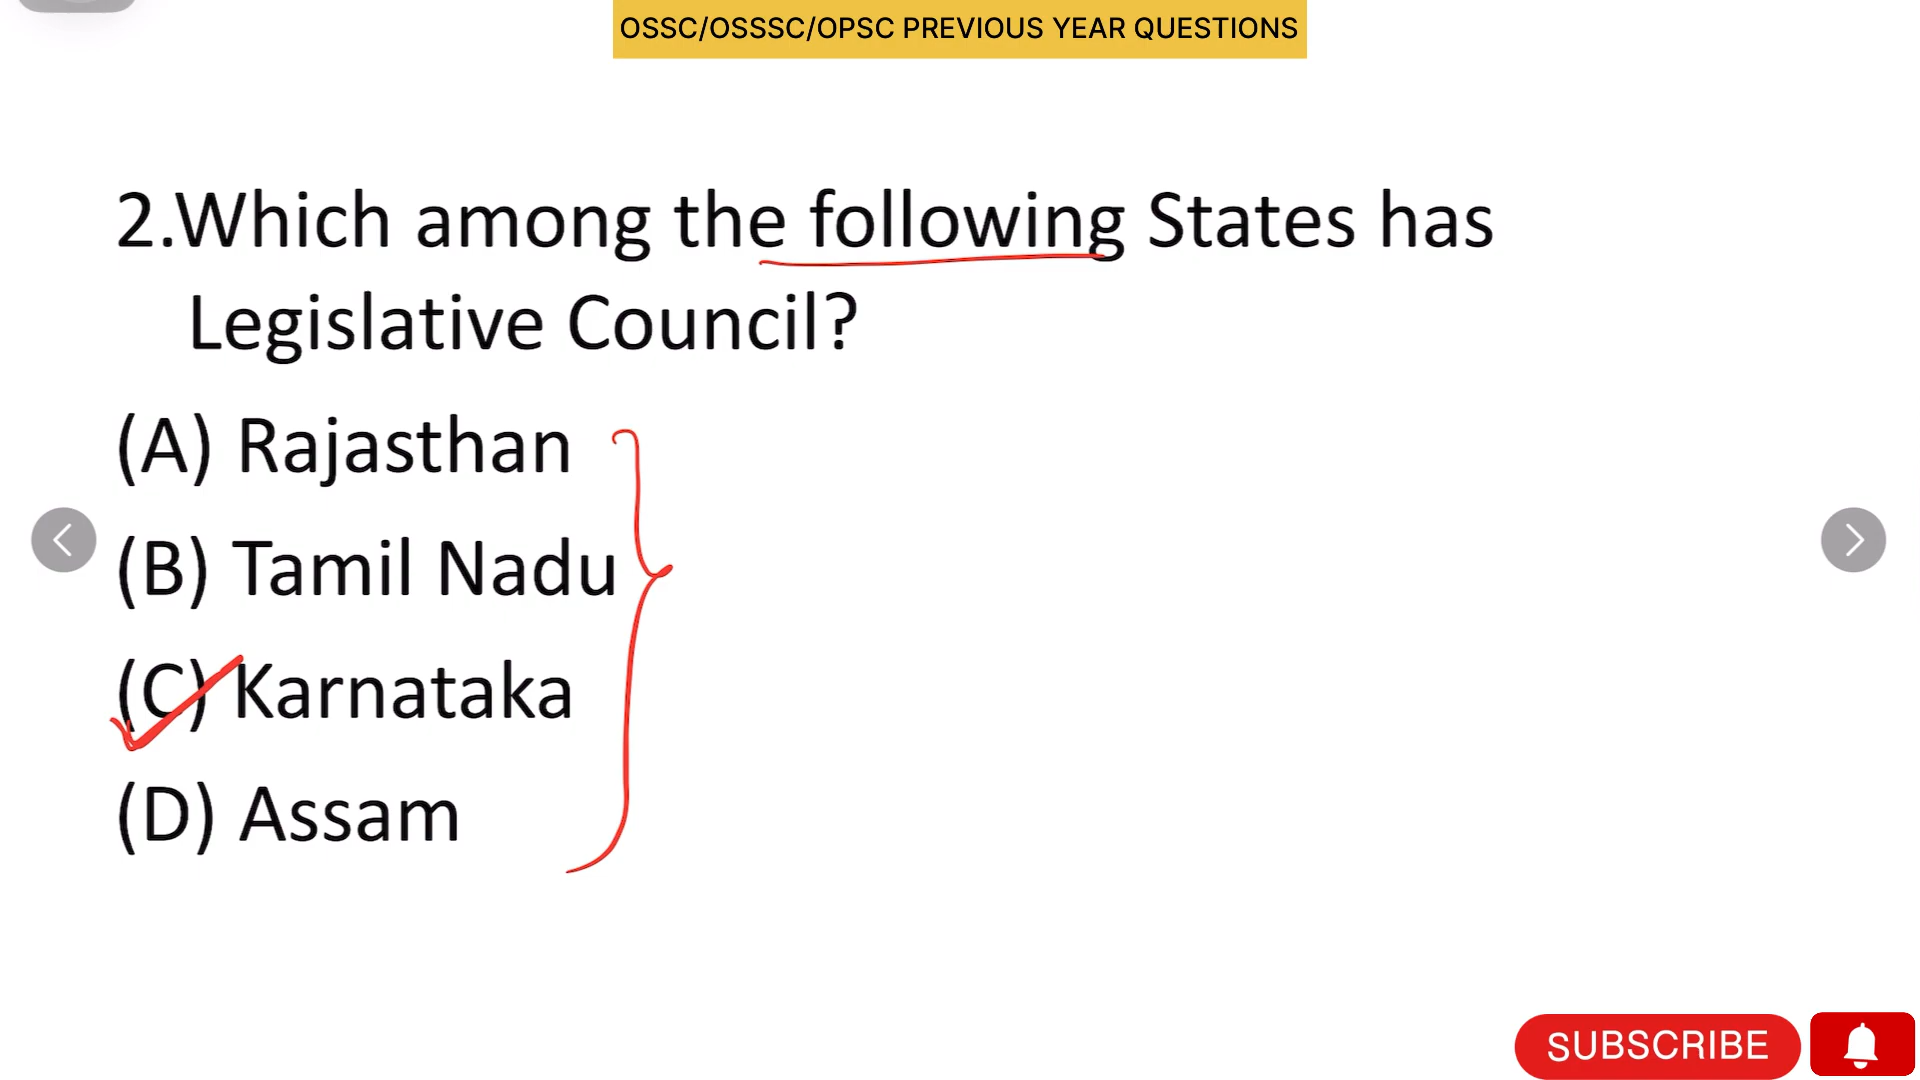 OSSC/OSSSC/OPSC PREVIOUS YEAR QUESTIONS
2.Which among the following States has
Legislative Council?
(A) Rajasthan
(B) Tamil Nadu
(C) Karnataka
(D) Assam
SUBSCRIBE